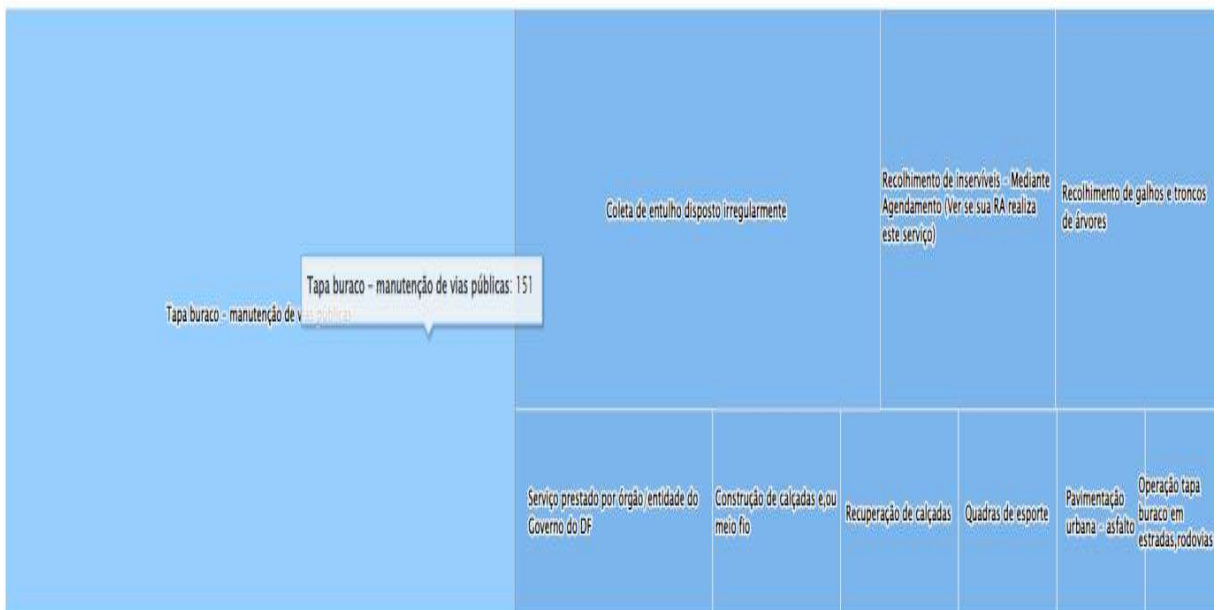 Coleta de entulho disposto irregularmente
Recolhimento de inservíveis - Mediante
Agendamento (Ver se sua RA realiza
este serviço)
Recolhimento de galhos e troncos
de árvores
Tapa buraco - manutenção de vias públicas: 151
Tapa buraco - manutenção de vias públicas
Serviço prestado por órgão/entidade do
Governo do DF
Construção de calçadas e,ou
meio fio
Recuperação de calçadas
Quadras de esporte
Pavimentação
urbana - asfalto
Operação tapa
buraco em
estradas,rodovias